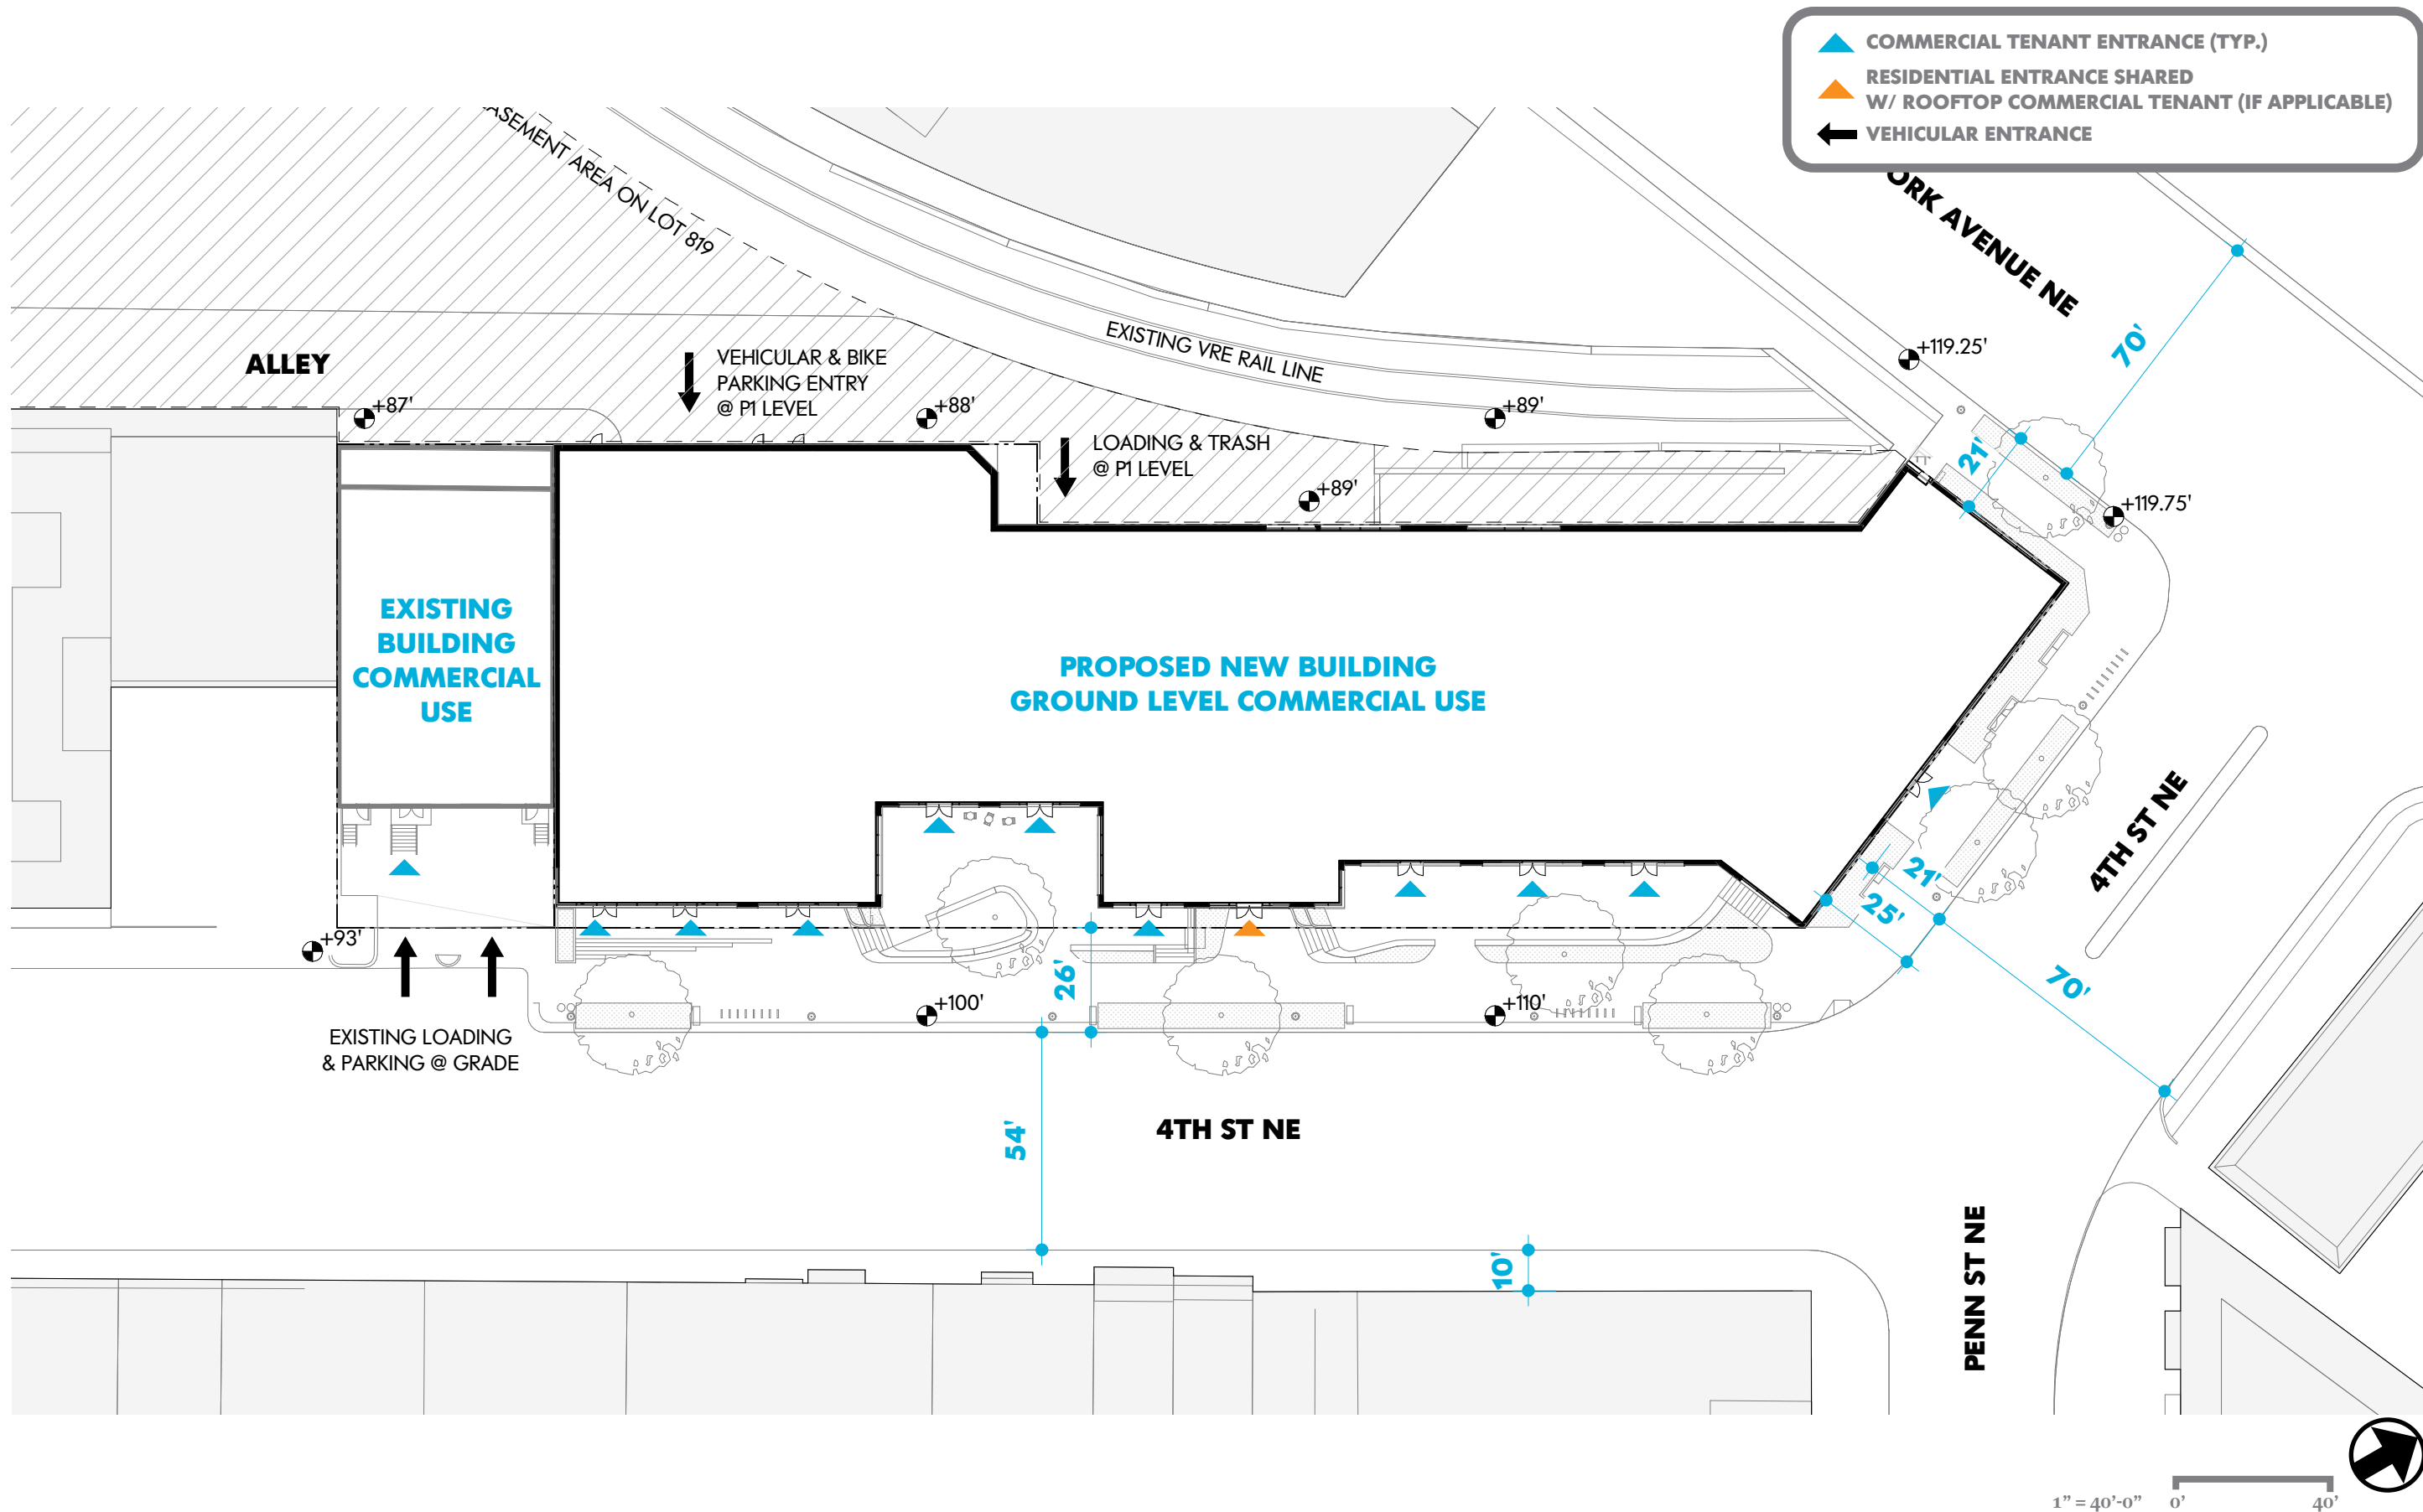 COMMERCIAL TENANT ENTRANCE (TYP.)
RESIDENTIAL ENTRANCE SHARED
W/ ROOFTOP COMMERCIAL TENANT (IF APPLICABLE)
VEHICULAR ENTRANCE
AREA ON LOT 819
AVENUE NE
70'
EXISTING VRE RAIL LINE
+119.25'
ALLEY
VEHICULAR & BIKE
PARKING ENTRY
@ P1 LEVEL
+87'
+88'
+89'
LOADING & TRASH
@ P1 LEVEL
21'
+89'
+119.75'
EXISTING
BUILDING
COMMERCIAL
USE
PROPOSED NEW BUILDING
GROUND LEVEL COMMERCIAL USE
4TH ST NE
21'
25'
+93'
26'
70'
+100'
+110'
EXISTING LOADING
& PARKING @ GRADE
54'
4TH ST NE
10'
PENN ST NE
1" = 40'-0"
0'
40'